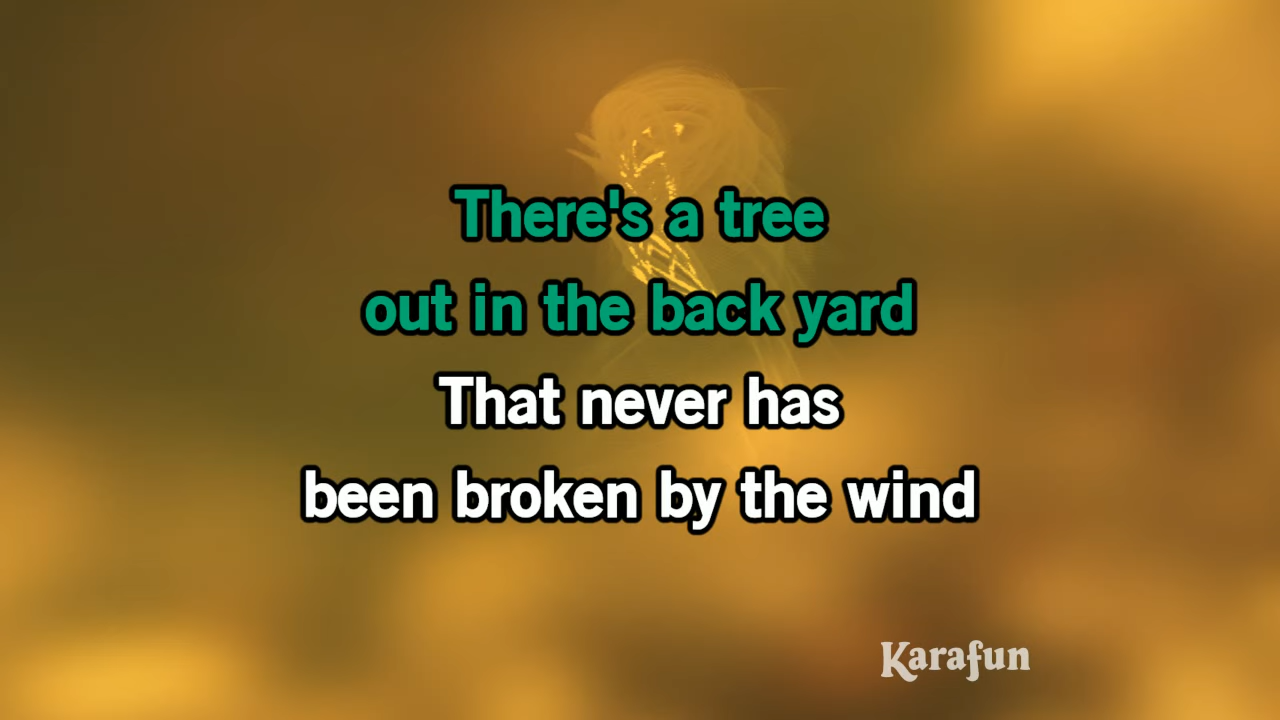 There's a tree
out in the back yard
That never has
been broken by the wind
Karafun